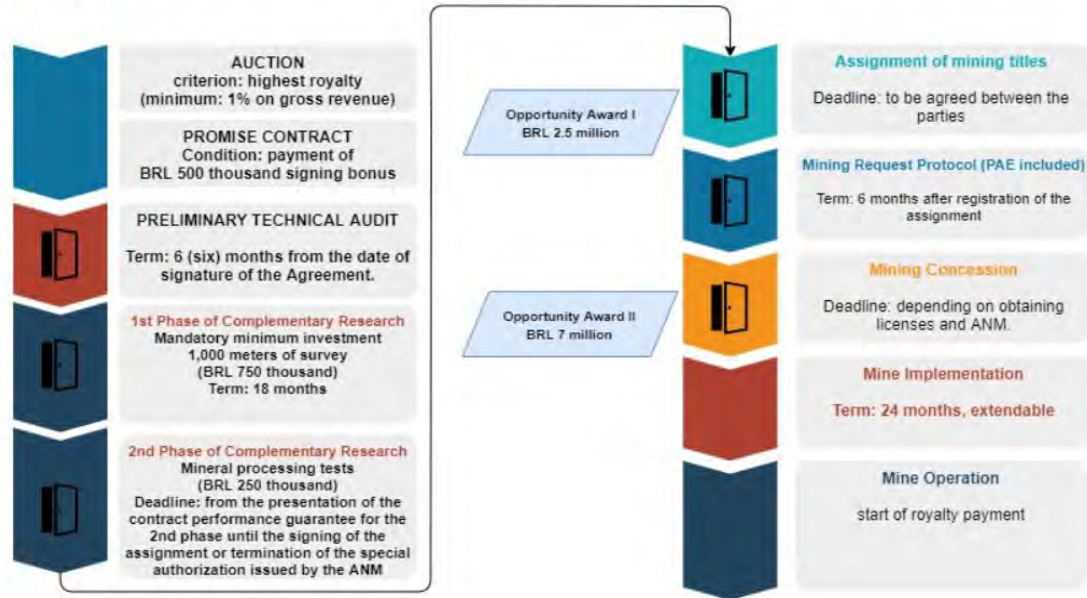 AUCTION
criterion: highest royalty
(minimum: 1% on gross revenue)
PROMISE CONTRACT
Condition: payment of
BRL 500 thousand signing bonus
PRELIMINARY TECHNICAL AUDIT
Term: 6 (six) months from the date of
signature of the Agreement.
1st Phase of Complementary Research
Mandatory minimum investment
1,000 meters of survey
(BRL 750 thousand)
Term: 18 months
2nd Phase of Complementary Research
Mineral processing tests
(BRL 250 thousand)
Deadline: from the presentation of the
contract performance guarantee for the
2nd phase until the signing of the
assignment or termination of the special
authorization issued by the ANM
Opportunity Award I
BRL 2.5 million
Opportunity Award II
BRL 7 million
Assignment of mining titles
Deadline: to be agreed between the
parties
Mining Request Protocol (PAE included)
Term: 6 months after registration of the
assignment
Mining Concession
Deadline: depending on obtaining
licenses and ANM.
Mine Implementation
Term: 24 months, extendable
Mine Operation
start of royalty payment